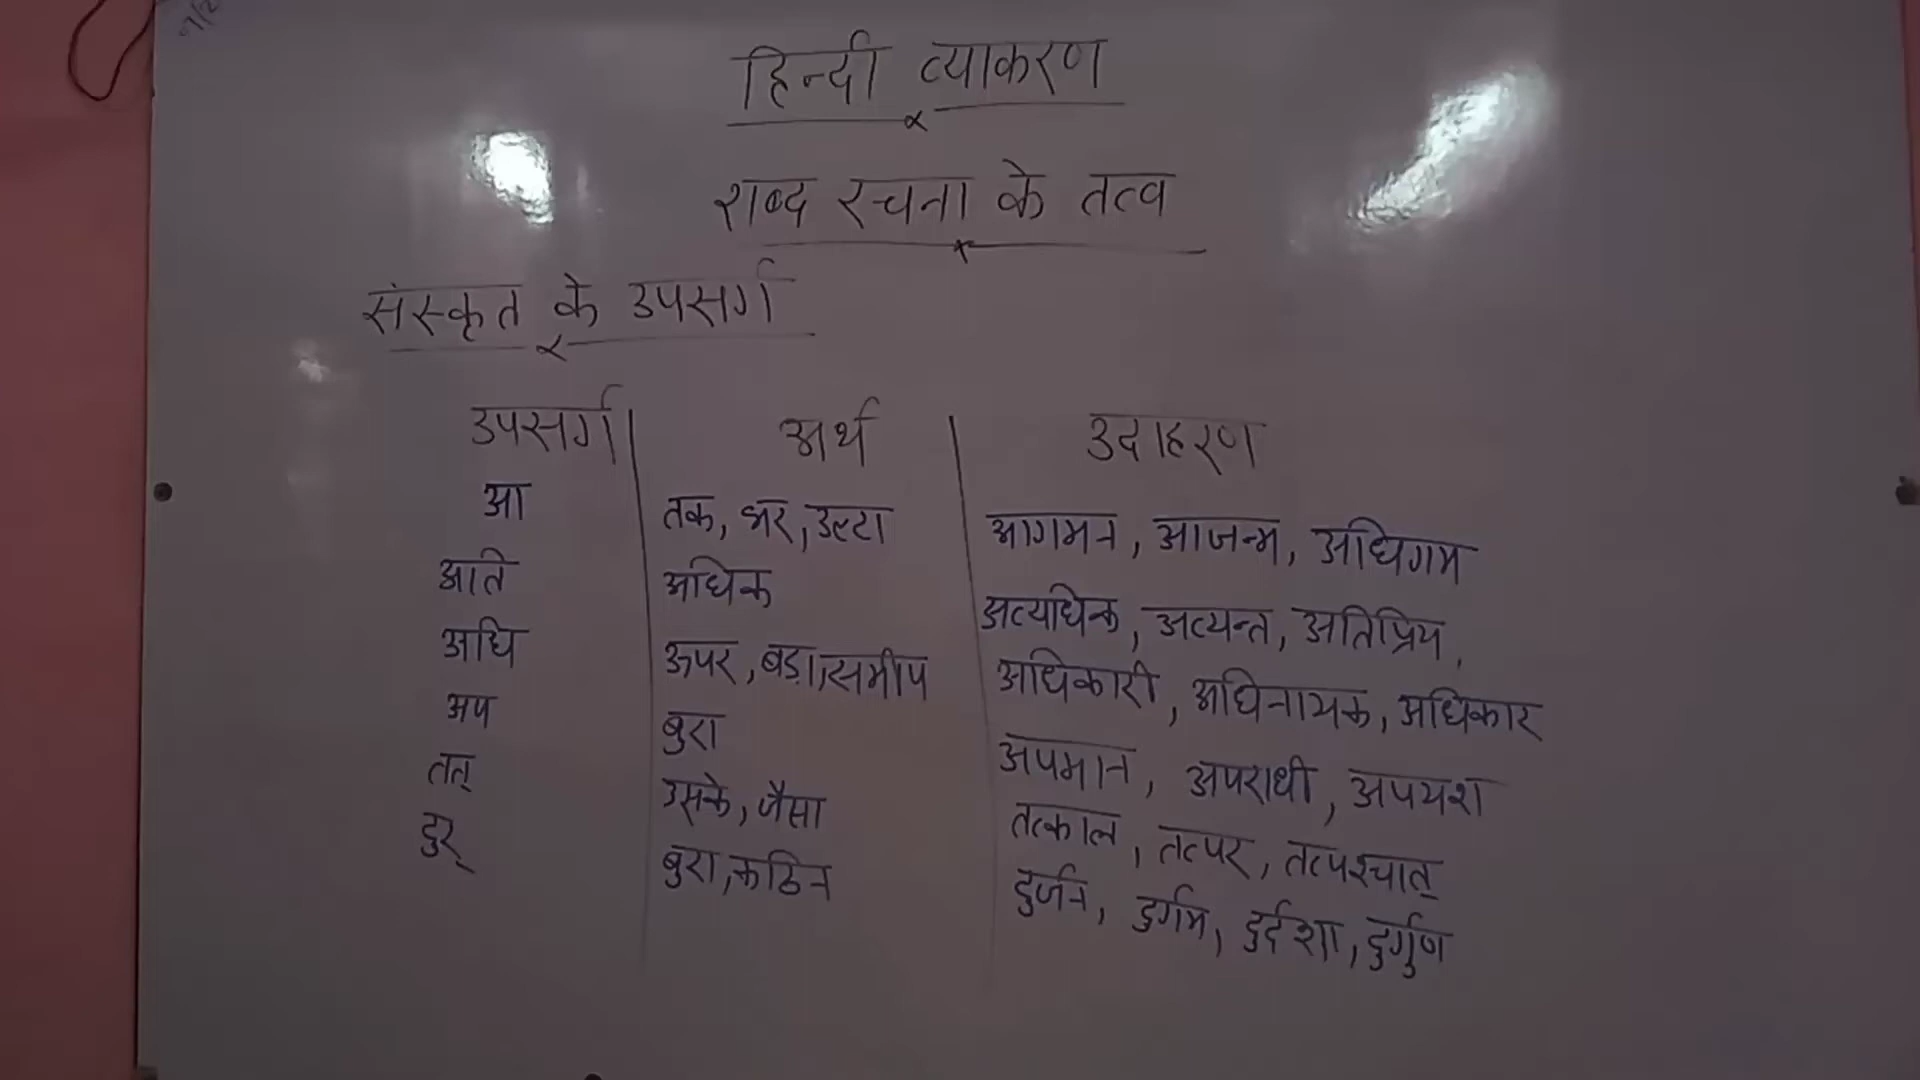 हिन्दी व्याकरण
शब्द रचना के तत्व
संस्कृत के उपसर्ग
उपसर्ग अर्थ उदाहरण
आ तक, भर, उल्टा आगमन, आजन्म, अधिगम
अति अधिक अत्यधिक, अत्यन्त, अतिप्रिय,
अधि ऊपर, बड़ा, समीप अधिकारी, अधिनायक, अधिकार
अप बुरा अपमान, अपराधी, अपयश
तत् उसके, जैसा तत्काल, तत्पर, तत्पश्चात्
दुर् बुरा, कठिन दुर्जन, दुर्गम, दुर्दशा, दुर्गुण